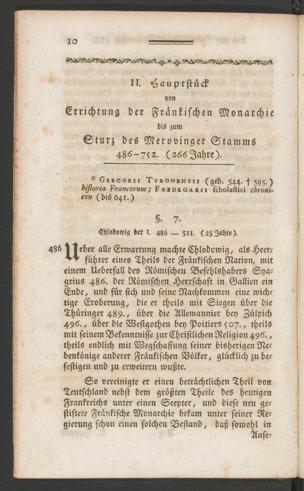 10
II. Hauptstück
von
Errichtung der Fränkischen Monarchie
bis zum
Sturz des Merovinger Stamms
486-752. (266 Jahre).
* GREGORII TVRONENSIS (geb. 544. † 595.)
historia Francorum; FREDEGARII scholastici chroni-
con (bis 641.)
§. 7.
Chlodowig der I. 486 — 511. (25 Jahre).
486 Ueber alle Erwartung machte Chlodowig, als Heer-
führer eines Theils der Fränkischen Nation, mit
einem Ueberfall des Römischen Befehlshabers Sya-
grius 486. der Römischen Herrschaft in Gallien ein
Ende, und für sich und seine Nachkommen eine wich-
tige Eroberung, die er theils mit Siegen über die
Thüringer 489., über die Allemannier bey Zülpich
496., über die Westgothen bey Poitiers 507., theils
mit seinem Bekenntnisse zur Christlichen Religion 496.,
theils endlich mit Wegschaffung seiner bisherigen Ne-
benkönige anderer Fränkischen Völker, glücklich zu be-
festigen und zu erweitern wußte.
So vereinigte er einen beträchtlichen Theil von
Teutschland nebst dem größten Theile des heutigen
Frankreichs unter einen Scepter, und diese neu ge-
stiftete Fränkische Monarchie bekam unter seiner Re-
gierung schon einen solchen Bestand, daß sowohl in
Anse-